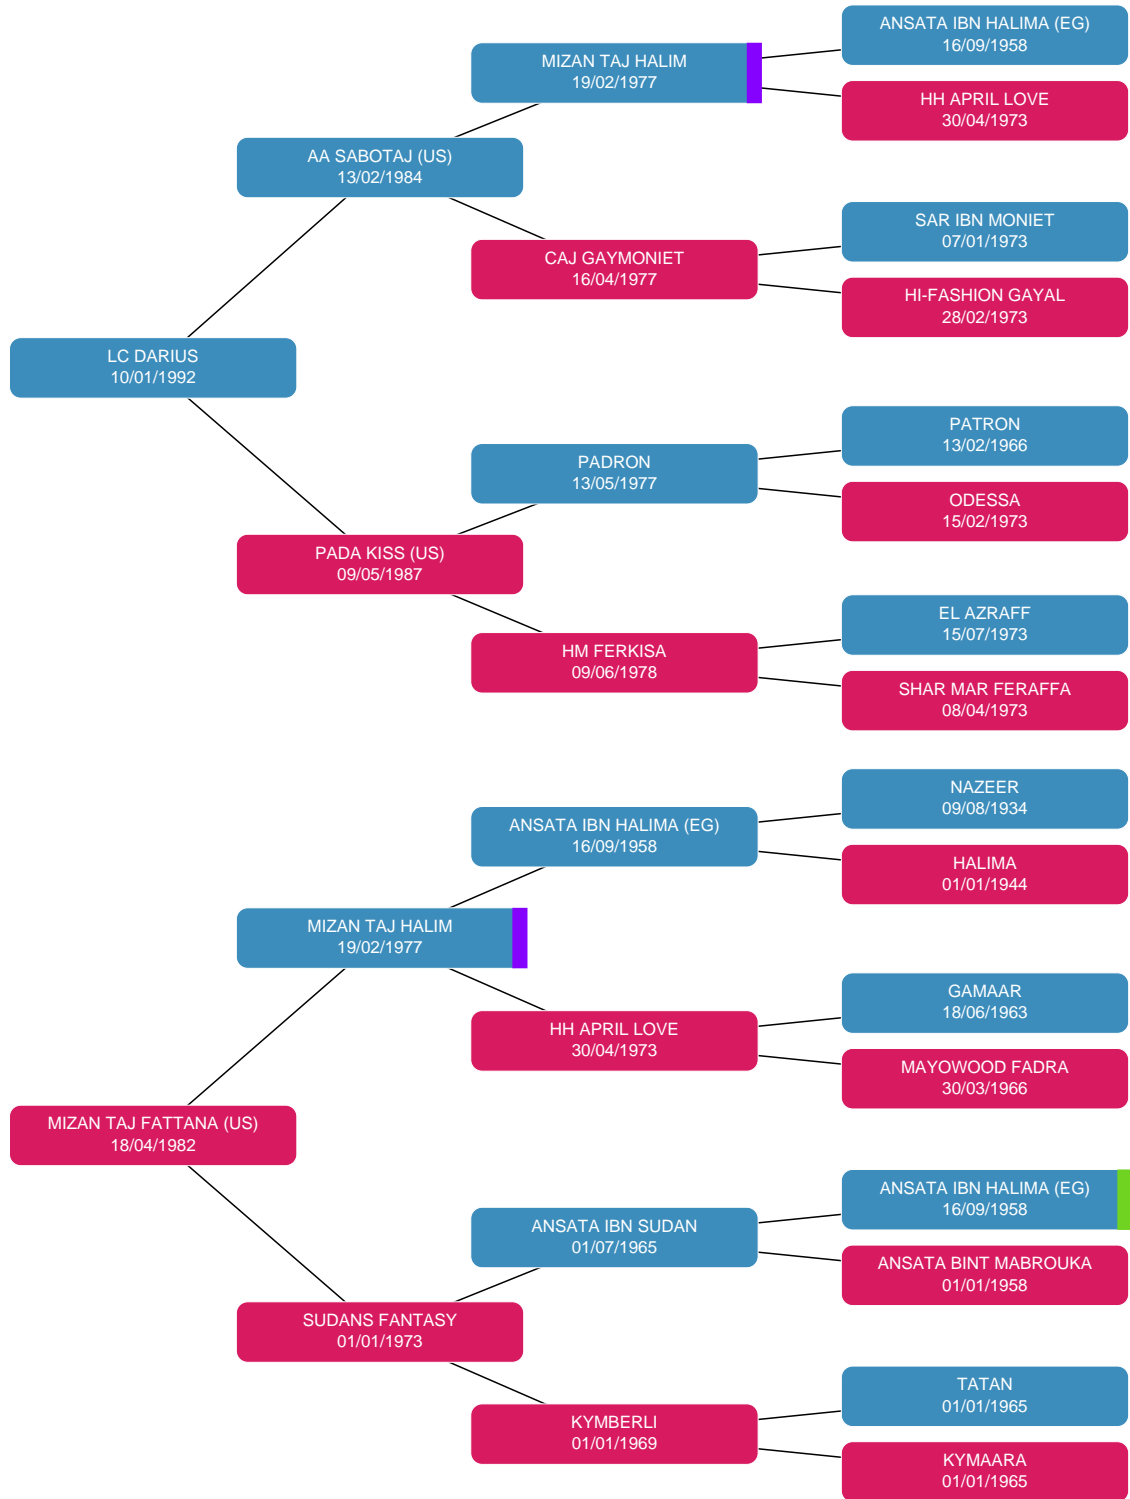 ANSATA IBN HALIMA (EG)
16/09/1958
MIZAN TAJ HALIM
19/02/1977
HH APRIL LOVE
30/04/1973
AA SABOTAJ (US)
13/02/1984
SAR IBN MONIET
07/01/1973
CAJ GAYMONIET
16/04/1977
HI-FASHION GAYAL
28/02/1973
LC DARIUS
10/01/1992
PATRON
13/02/1966
PADRON
13/05/1977
ODESSA
15/02/1973
PADA KISS (US)
09/05/1987
EL AZRAFF
15/07/1973
HM FERKISA
09/06/1978
SHAR MAR FERAFFA
08/04/1973
NAZEER
09/08/1934
ANSATA IBN HALIMA (EG)
16/09/1958
HALIMA
01/01/1944
MIZAN TAJ HALIM
19/02/1977
GAMAAR
18/06/1963
HH APRIL LOVE
30/04/1973
MAYOWOOD FADRA
30/03/1966
MIZAN TAJ FATTANA (US)
18/04/1982
ANSATA IBN HALIMA (EG)
16/09/1958
ANSATA IBN SUDAN
01/07/1965
ANSATA BINT MABROUKA
01/01/1958
SUDANS FANTASY
01/01/1973
TATAN
01/01/1965
KYMBERLI
01/01/1969
KYMAARA
01/01/1965